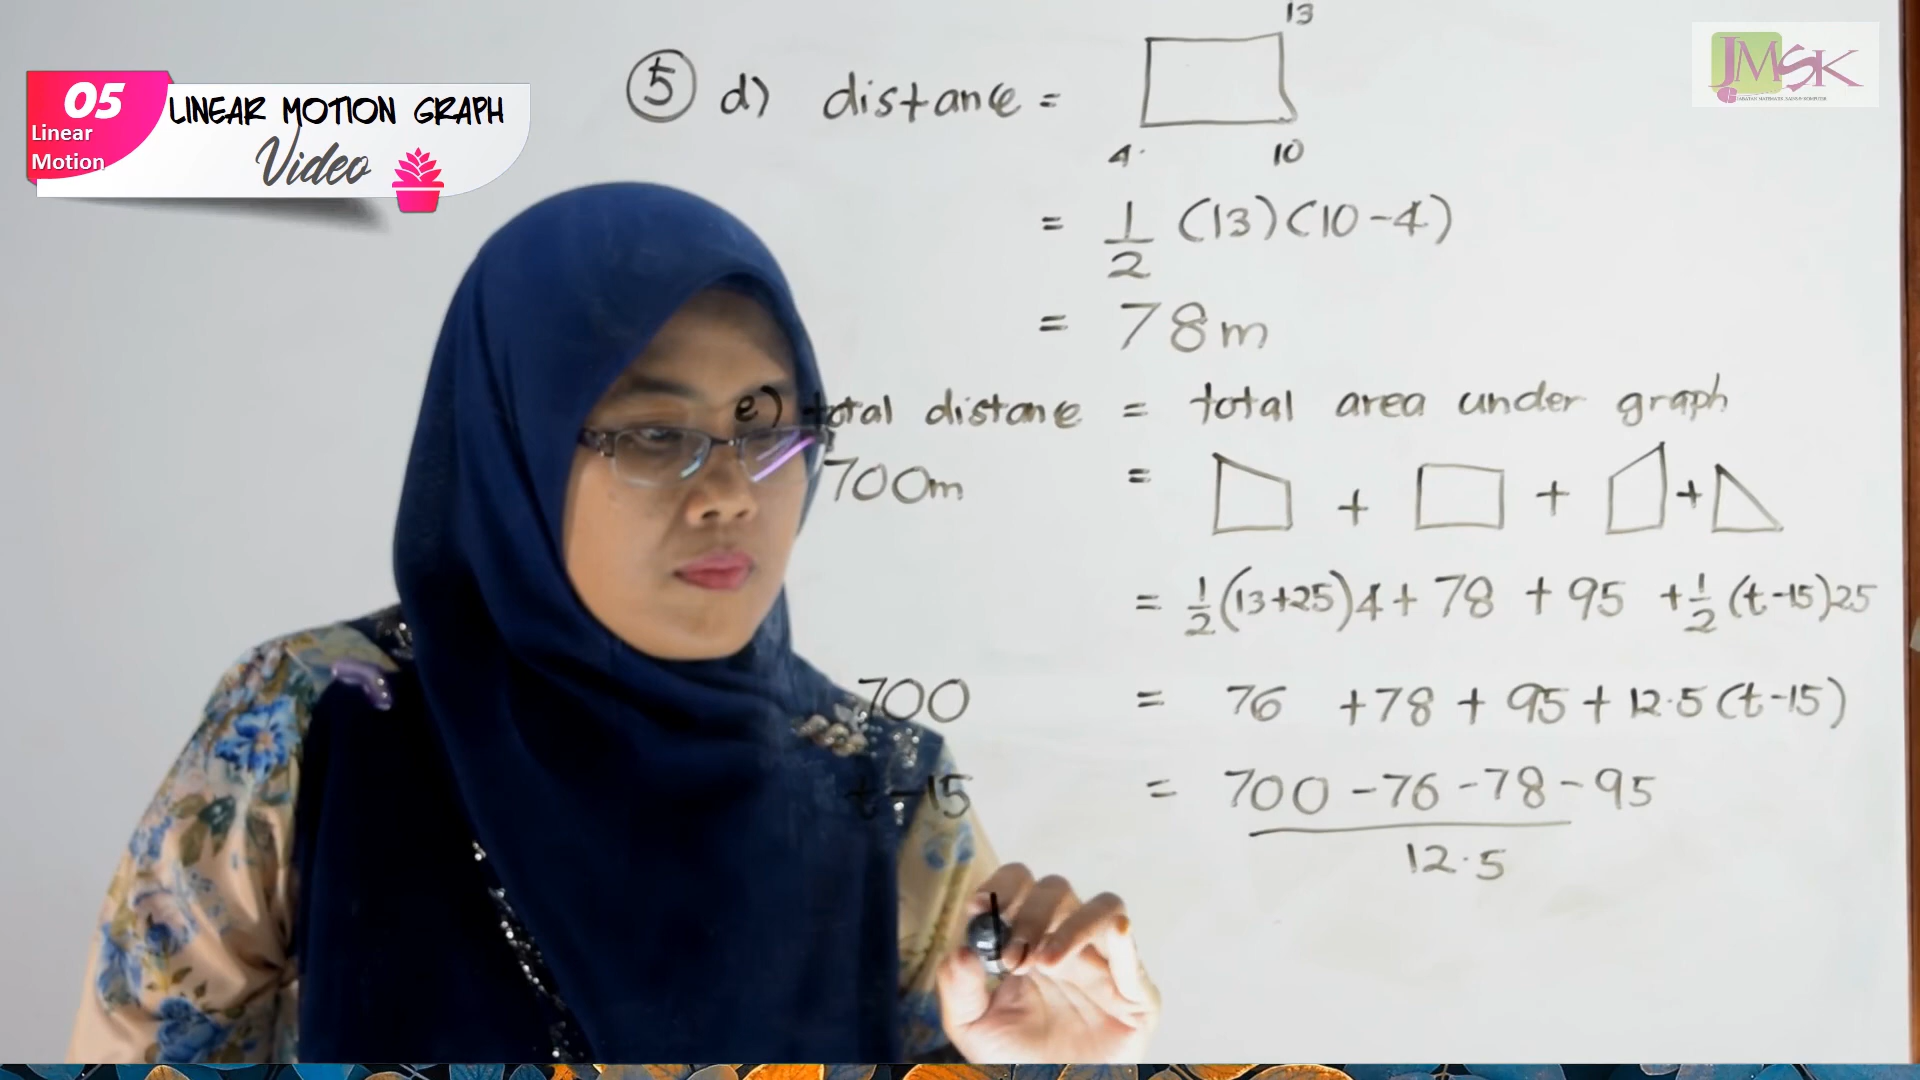 05
Linear
Motion
LINEAR MOTION GRAPH
Video
JMSK
13
⑤ d) distance =
4 10
= 1/2 (13)(10-4)
= 78m
e) total distance = total area under graph
700m = + + +
= 1/2 (13+25)4 + 78 + 95 + 1/2 (t-15)25
700 = 76 + 78 + 95 + 12.5 (t-15)
t-15 = 700 - 76 - 78 - 95
12.5
t